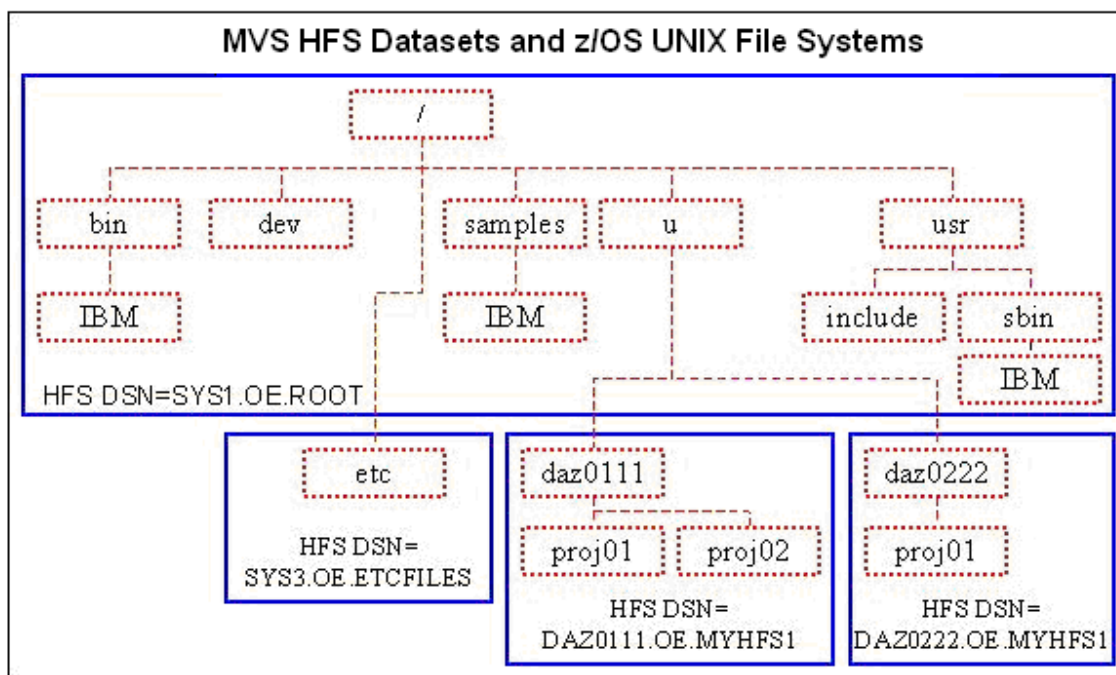 MVS HFS Datasets and z/OS UNIX File Systems
/
bin
dev
samples
u
usr
IBM
IBM
include
sbin
IBM
HFS DSN=SYS1.OE.ROOT
etc
HFS DSN=
SYS3.OE.ETCFILES
daz0111
proj01
proj02
HFS DSN=
DAZ0111.OE.MYHFS1
daz0222
proj01
HFS DSN=
DAZ0222.OE.MYHFS1